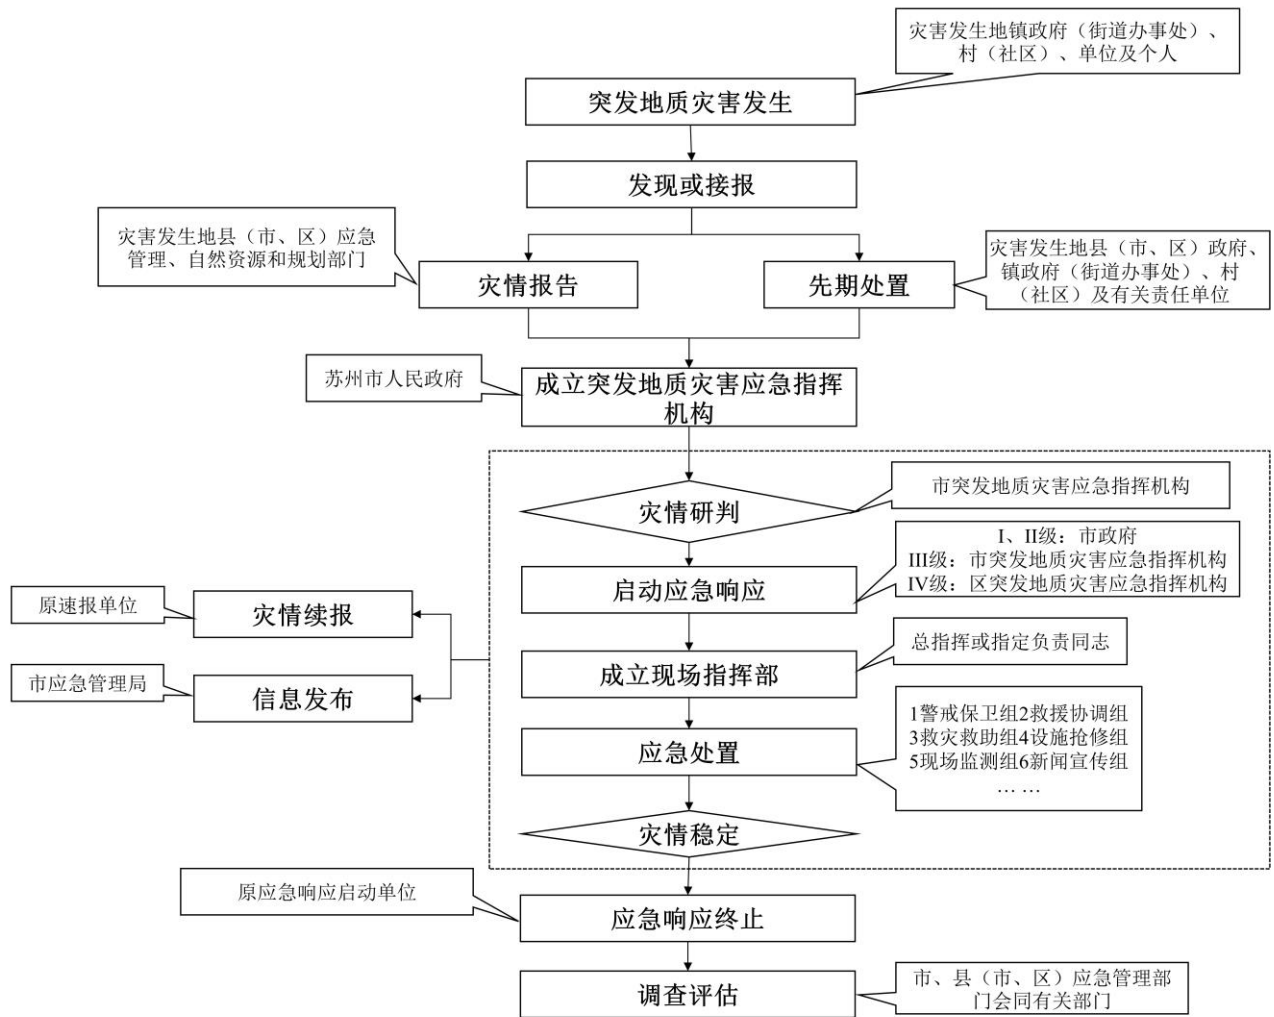 灾害发生地镇政府（街道办事处）、
村（社区）、单位及个人
突发地质灾害发生
发现或接报
灾害发生地县（市、区）应急
管理、自然资源和规划部门
灾情报告
先期处置
灾害发生地县（市、区）政府、
镇政府（街道办事处）、村
（社区）及有关责任单位
苏州市人民政府
成立突发地质灾害应急指挥
机构
灾情研判
市突发地质灾害应急指挥机构
启动应急响应
I、II级：市政府
III级：市突发地质灾害应急指挥机构
IV级：区突发地质灾害应急指挥机构
原速报单位
灾情续报
成立现场指挥部
总指挥或指定负责同志
市应急管理局
信息发布
应急处置
1警戒保卫组2救援协调组
3救灾救助组4设施抢修组
5现场监测组6新闻宣传组
… …
灾情稳定
原应急响应启动单位
应急响应终止
调查评估
市、县（市、区）应急管理部
门会同有关部门